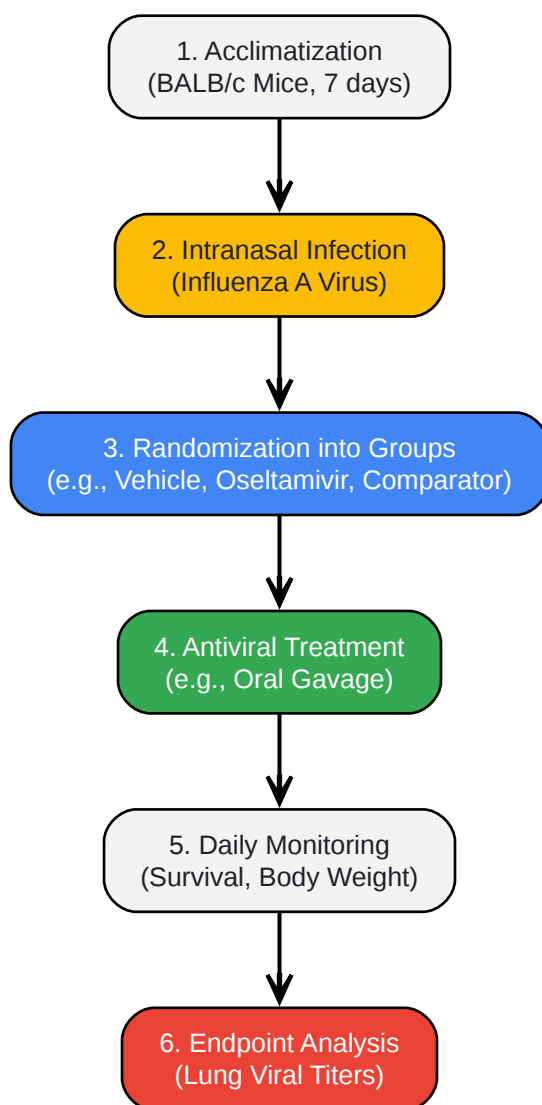 1. Acclimatization
(BALB/c Mice, 7 days)
2. Intranasal Infection
(Influenza A Virus)
3. Randomization into Groups
(e.g., Vehicle, Oseltamivir, Comparator)
4. Antiviral Treatment
(e.g., Oral Gavage)
5. Daily Monitoring
(Survival, Body Weight)
6. Endpoint Analysis
(Lung Viral Titers)